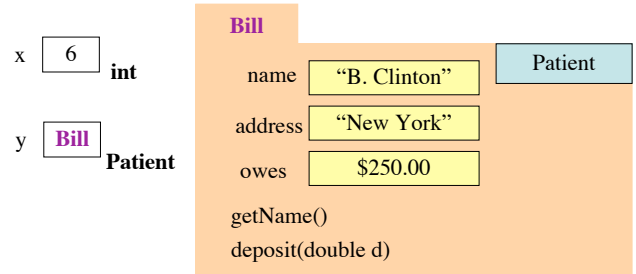 Bill
x 6 int
Patient
name “B. Clinton”
address “New York”
y Bill Patient
owes $250.00
getName()
deposit(double d)